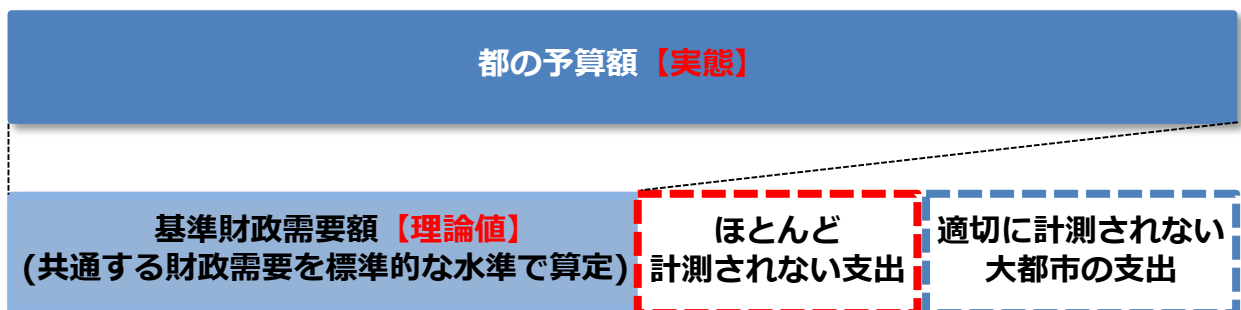 都の予算額【実態】
基準財政需要額【理論値】
(共通する財政需要を標準的な水準で算定)
ほとんど
計測されない支出
適切に計測されない
大都市の支出